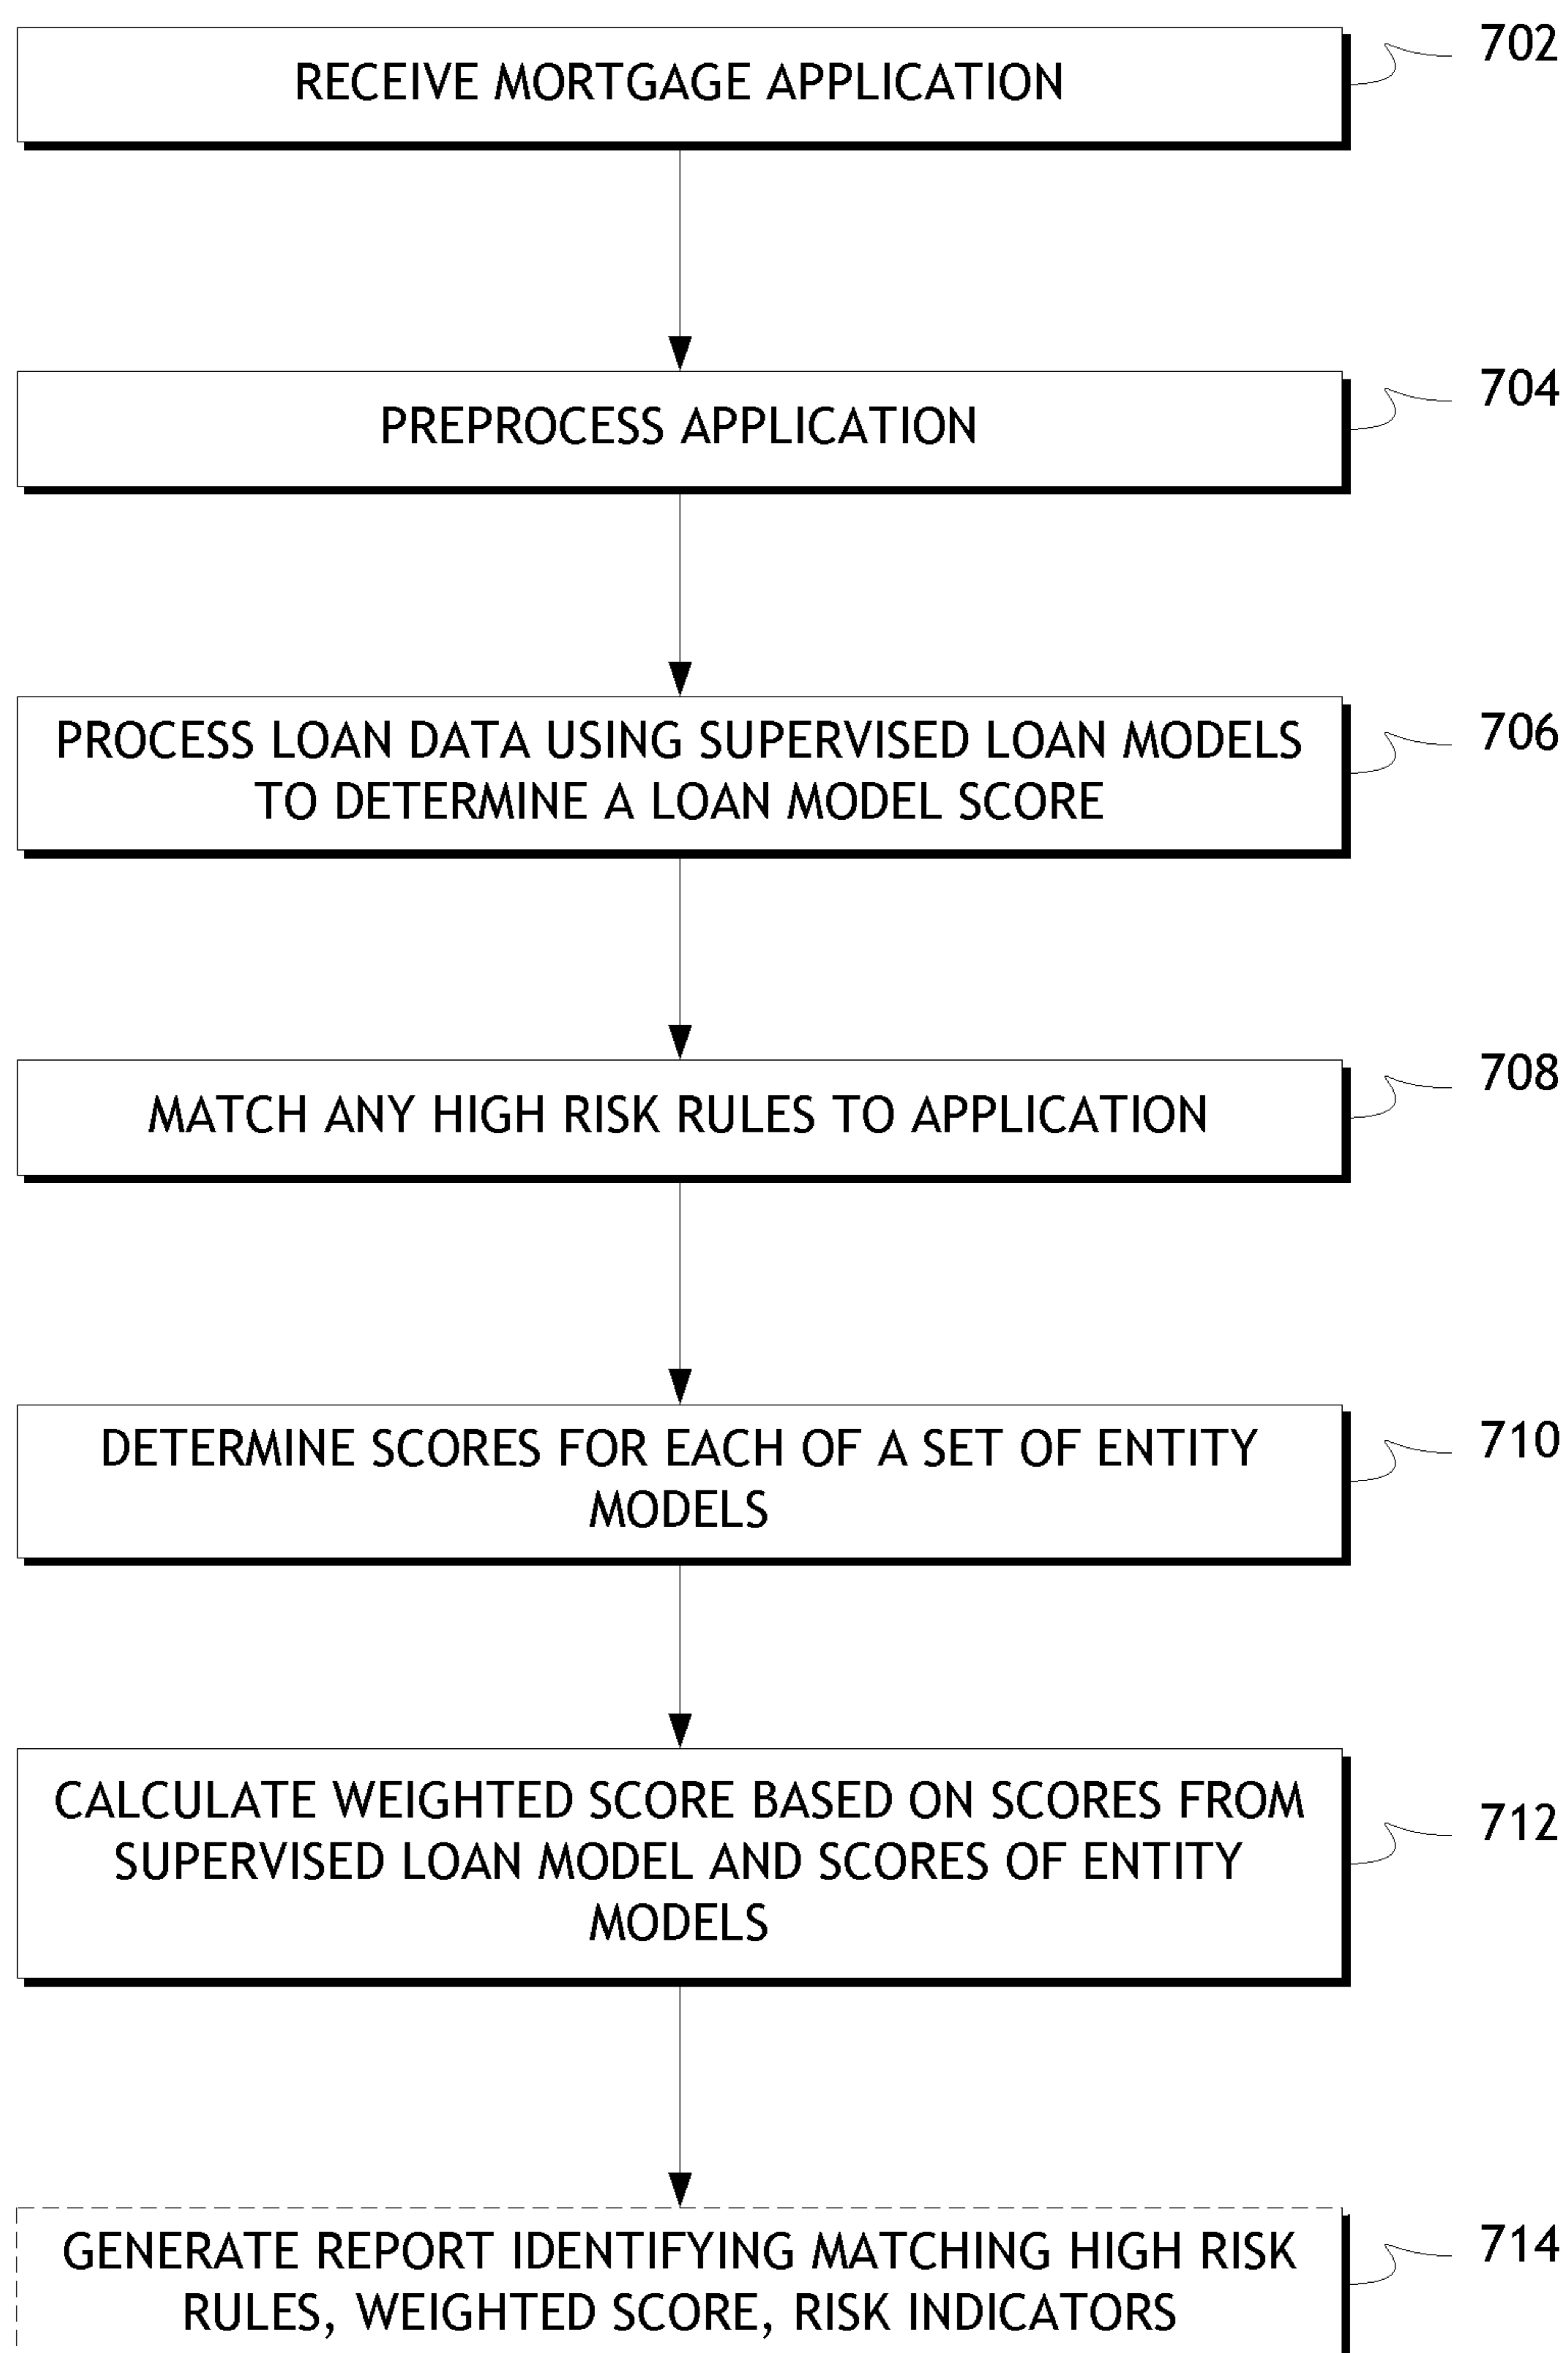 RECEIVE MORTGAGE APPLICATION
702
PREPROCESS APPLICATION
704
PROCESS LOAN DATA USING SUPERVISED LOAN MODELS
TO DETERMINE A LOAN MODEL SCORE
706
MATCH ANY HIGH RISK RULES TO APPLICATION
708
DETERMINE SCORES FOR EACH OF A SET OF ENTITY
MODELS
710
CALCULATE WEIGHTED SCORE BASED ON SCORES FROM
SUPERVISED LOAN MODEL AND SCORES OF ENTITY
MODELS
712
GENERATE REPORT IDENTIFYING MATCHING HIGH RISK
RULES, WEIGHTED SCORE, RISK INDICATORS
714